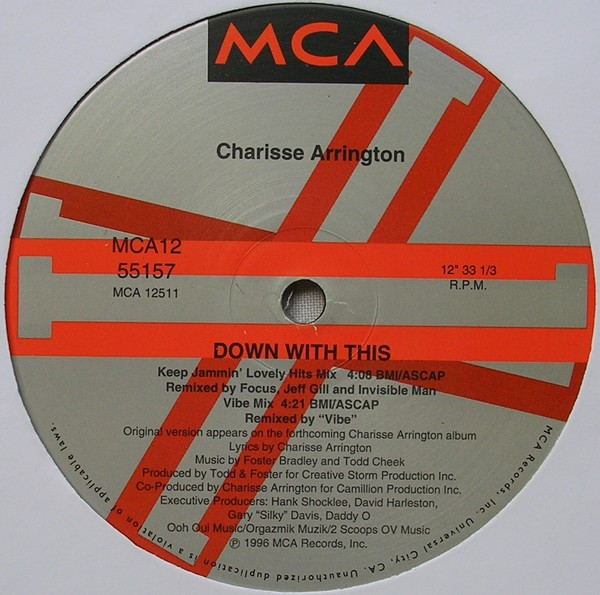 MCA
Charisse Arrington
MCA12
55157
MCA 12511
12" 33 1/3
R.P.M.
DOWN WITH THIS
Keep Jammin' Lovely Hits Mix 4:08 BMI/ASCAP
Remixed by Focus, Jeff Gill and Invisible Man
Vibe Mix 4:21 BMI/ASCAP
Remixed by "Vibe"
Original version appears on the forthcoming Charisse Arrington album
Lyrics by Charisse Arrington
Music by Foster Bradley and Todd Cheek
Produced by Todd & Foster for Creative Storm Production Inc.
Co-Produced by Charisse Arrington for Camillion Production Inc.
Executive Producers: Hank Shocklee, David Harleston,
Gary "Silky" Davis, Daddy O
Ooh Gui Music/Orgazmik Muzik/2 Scoops OV Music
℗ 1996 MCA Records, Inc.
MCA Records, Inc. Universal City, CA. Unauthorized duplication is a violation of applicable laws.